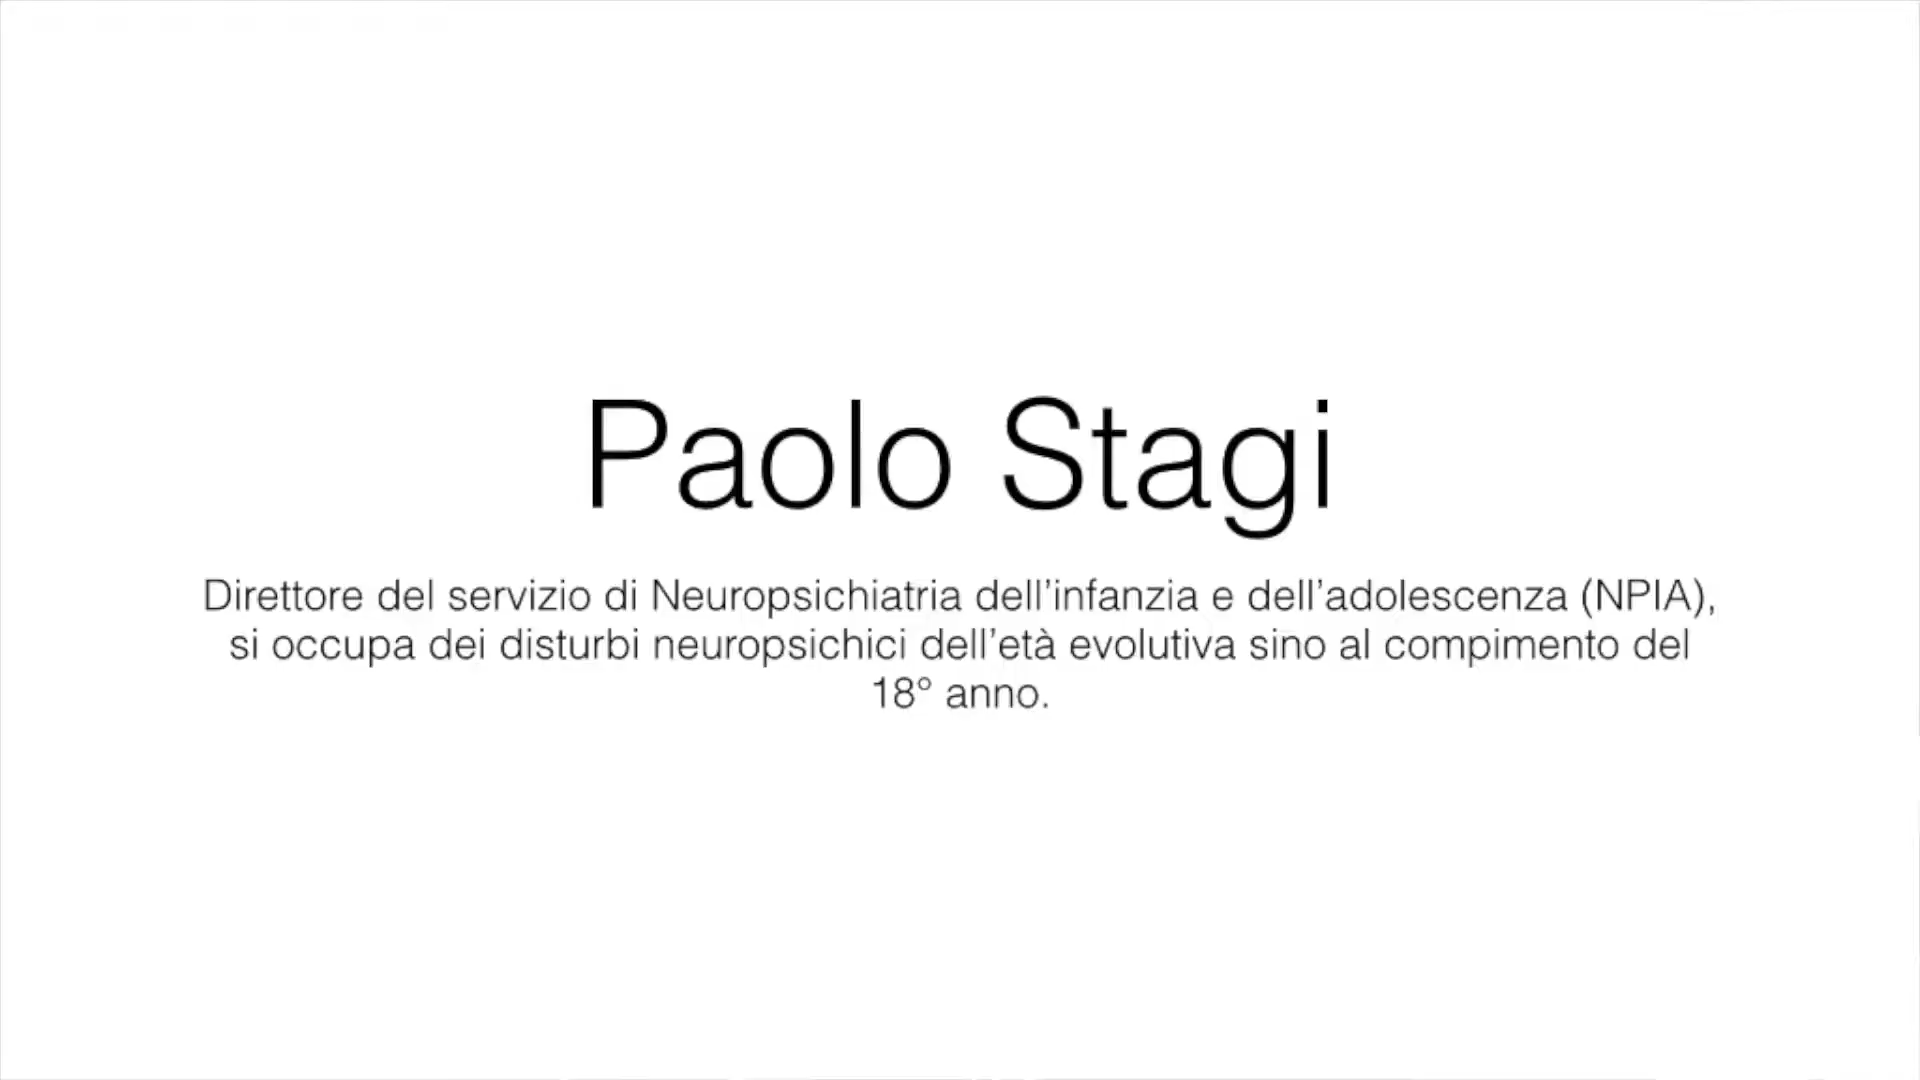 Paolo Stagi
Direttore del servizio di Neuropsichiatria dell’infanzia e dell’adolescenza (NPIA),
si occupa dei disturbi neuropsichici dell’età evolutiva sino al compimento del
18° anno.